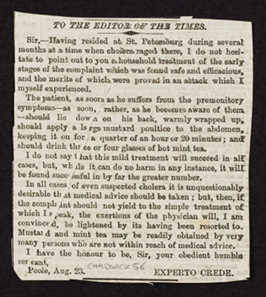 TO THE EDITOR OF THE TIMES.
Sir,—Having resided at St. Petersburg during several
months at a time when cholera raged there, I do not hesi-
tate to point out to you a household treatment of the early
stages of the complaint which was found safe and efficacious,
and the merits of which were proved in an attack which I
myself experienced.
The patient, as soon as he suffers from the premonitory
symptoms—as soon, rather, as he becomes aware of them
—should lie down on his back, warmly wrapped up,
should apply a large mustard poultice to the abdomen,
keeping it on for a quarter of an hour or 20 minutes; and
should drink three or four glasses of hot mint tea.
I do not say that this mild treatment will succeed in all
cases, but, while it can do no harm in any instance, it will
be found successful in by far the greater number.
In all cases of even suspected cholera it is unquestionably
desirable that medical advice should be taken; but, then, if
the complaint should not yield to the simple treatment of
which I speak, the exertions of the physician will, I am
convinced, be lightened by its having been resorted to.
Mustard and mint tea may be readily obtained by very
many persons who are not within reach of medical advice.
I have the honour to be, Sir, your obedient humble
servant,
Poole, Aug. 23. EXPERTO CREDE.
CHADWICK 56